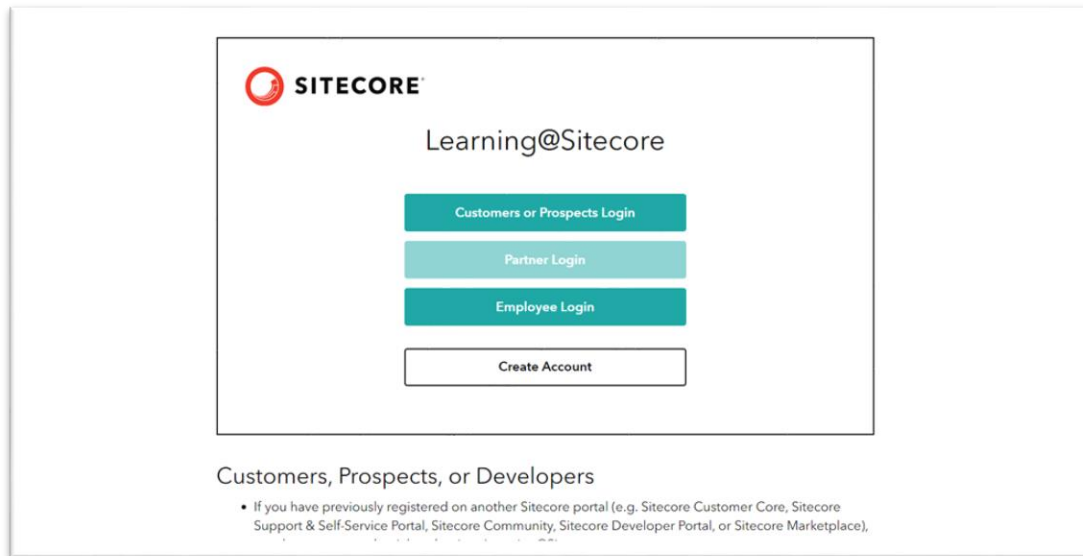 SITECORE
Learning@Sitecore
Customers or Prospects Login
Partner Login
Employee Login
Create Account
Customers, Prospects, or Developers
• If you have previously registered on another Sitecore portal (e.g. Sitecore Customer Core, Sitecore
Support & Self-Service Portal, Sitecore Community, Sitecore Developer Portal, or Sitecore Marketplace),